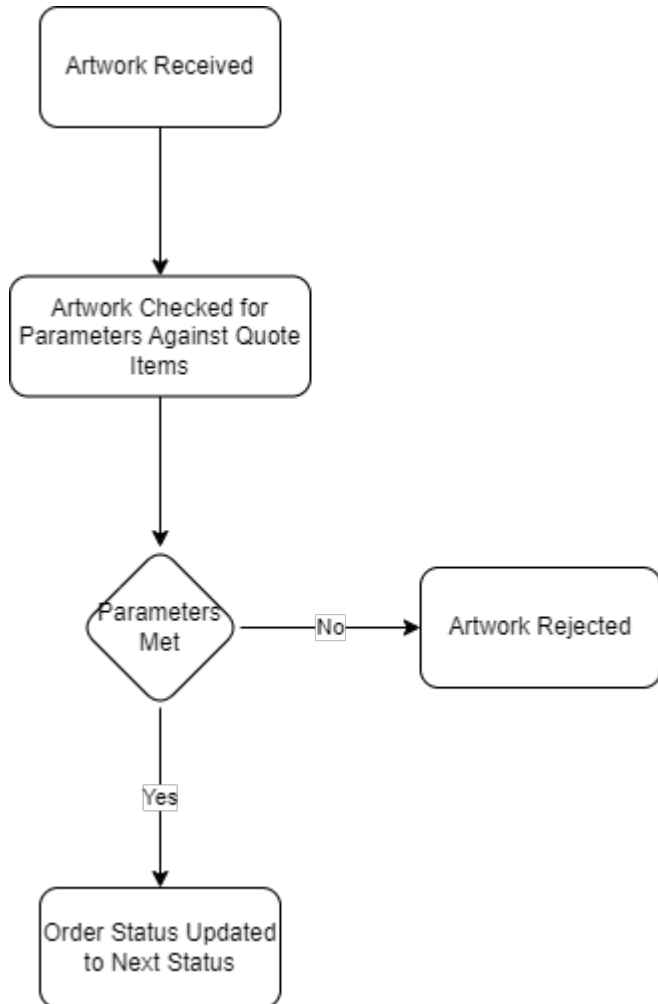 Artwork Received
Artwork Checked for
Parameters Against Quote
Items
Parameters
Met
No
Artwork Rejected
Yes
Order Status Updated
to Next Status